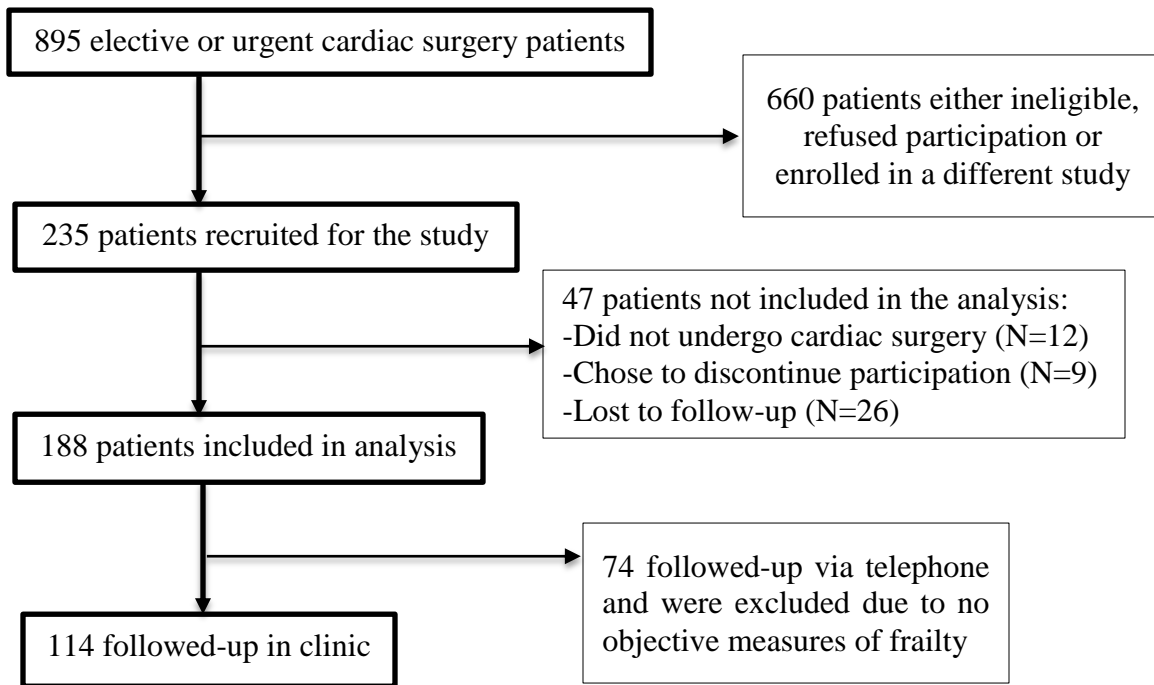 895 elective or urgent cardiac surgery patients
660 patients either ineligible,
refused participation or
enrolled in a different study
235 patients recruited for the study
47 patients not included in the analysis:
-Did not undergo cardiac surgery (N=12)
-Chose to discontinue participation (N=9)
-Lost to follow-up (N=26)
188 patients included in analysis
74 followed-up via telephone
and were excluded due to no
objective measures of frailty
114 followed-up in clinic